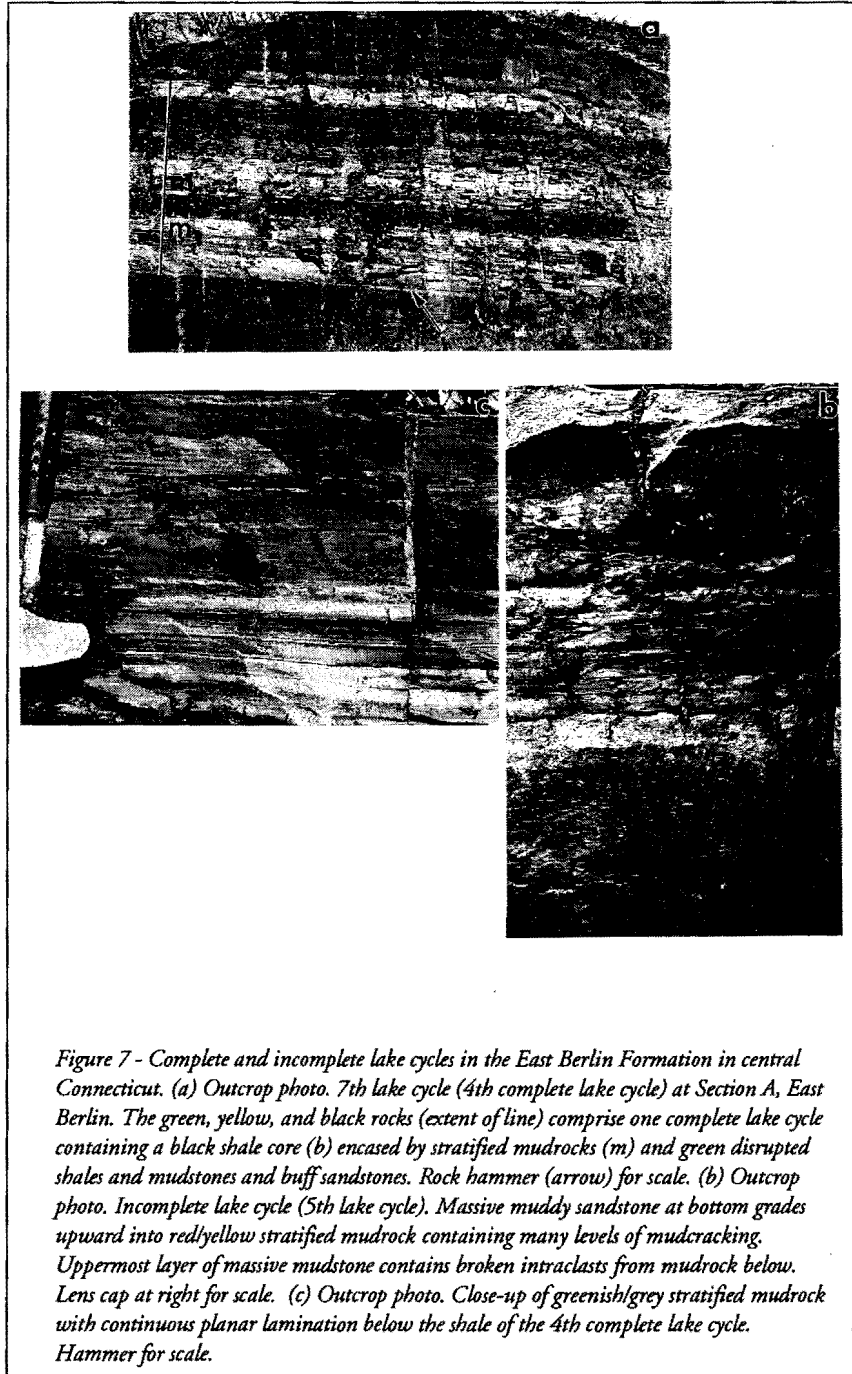 a
m
c
b
Figure 7 - Complete and incomplete lake cycles in the East Berlin Formation in central
Connecticut. (a) Outcrop photo. 7th lake cycle (4th complete lake cycle) at Section A, East
Berlin. The green, yellow, and black rocks (extent of line) comprise one complete lake cycle
containing a black shale core (b) encased by stratified mudrocks (m) and green disrupted
shales and mudstones and buff sandstones. Rock hammer (arrow) for scale. (b) Outcrop
photo. Incomplete lake cycle (5th lake cycle). Massive muddy sandstone at bottom grades
upward into red/yellow stratified mudrock containing many levels of mudcracking.
Uppermost layer of massive mudstone contains broken intraclasts from mudrock below.
Lens cap at right for scale. (c) Outcrop photo. Close-up of greenish/grey stratified mudrock
with continuous planar lamination below the shale of the 4th complete lake cycle.
Hammer for scale.